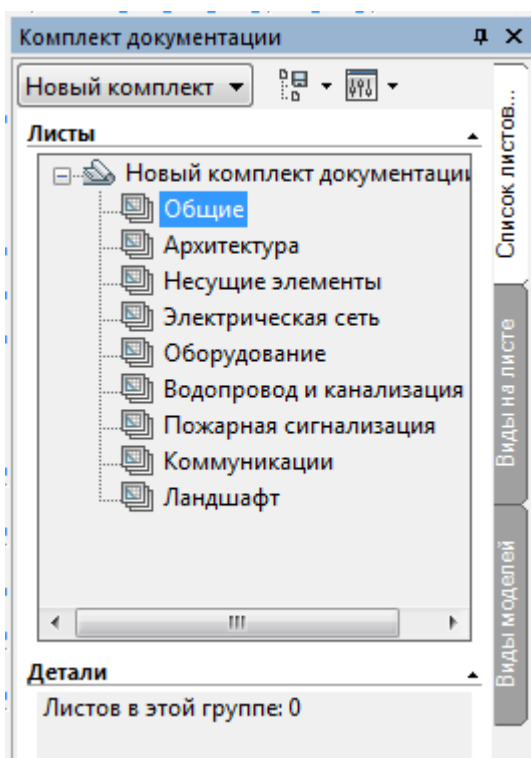 Комплект документации
Новый комплект
Листы
Новый комплект документации
Общие
Архитектура
Несущие элементы
Электрическая сеть
Оборудование
Водопровод и канализация
Пожарная сигнализация
Коммуникации
Ландшафт
Детали
Листов в этой группе: 0
Список листов...
Виды на листе
Виды моделей